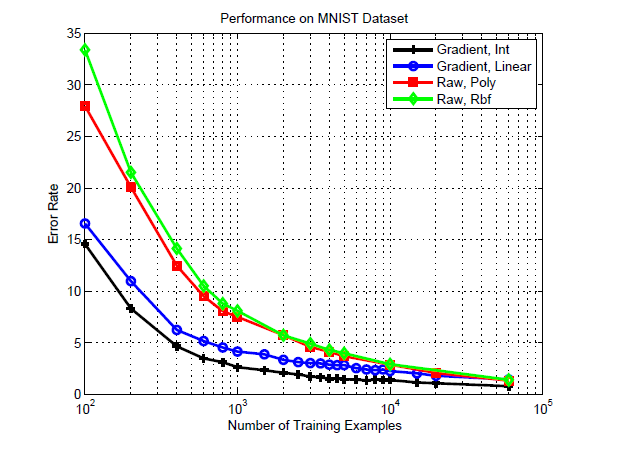 Performance on MNIST Dataset
35
30
25
20
15
10
5
0
Error Rate
Gradient, Int
Gradient, Linear
Raw, Poly
Raw, Rbf
10^2
10^3
10^4
10^5
Number of Training Examples